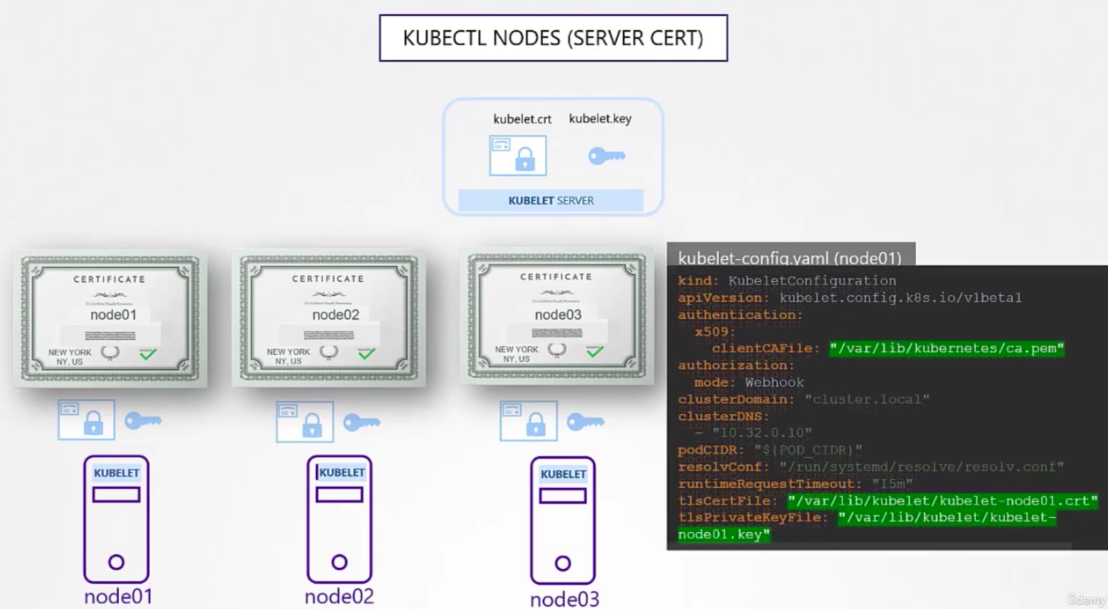 KUBECTL NODES (SERVER CERT)
kubelet.crt kubelet.key
KUBELET SERVER
CERTIFICATE
node01
NEW YORK
NY, US
CERTIFICATE
node02
NEW YORK
NY, US
CERTIFICATE
node03
NEW YORK
NY, US
KUBELET
node01
KUBELET
node02
KUBELET
node03
kubelet-config.yaml (node01)
kind: KubeletConfiguration
apiVersion: kubelet.config.k8s.io/v1beta1
authentication:
x509:
clientCAFile: "/var/lib/kubernetes/ca.pem"
authorization:
mode: Webhook
clusterDomain: "cluster.local"
clusterDNS:
- "10.32.0.10"
podCIDR: "${POD_CIDR}"
resolvConf: "/run/systemd/resolve/resolv.conf"
runtimeRequestTimeout: "15m"
tlsCertFile: "/var/lib/kubelet/kubelet-node01.crt"
tlsPrivateKeyFile: "/var/lib/kubelet/kubelet-
node01.key"
ûdemy